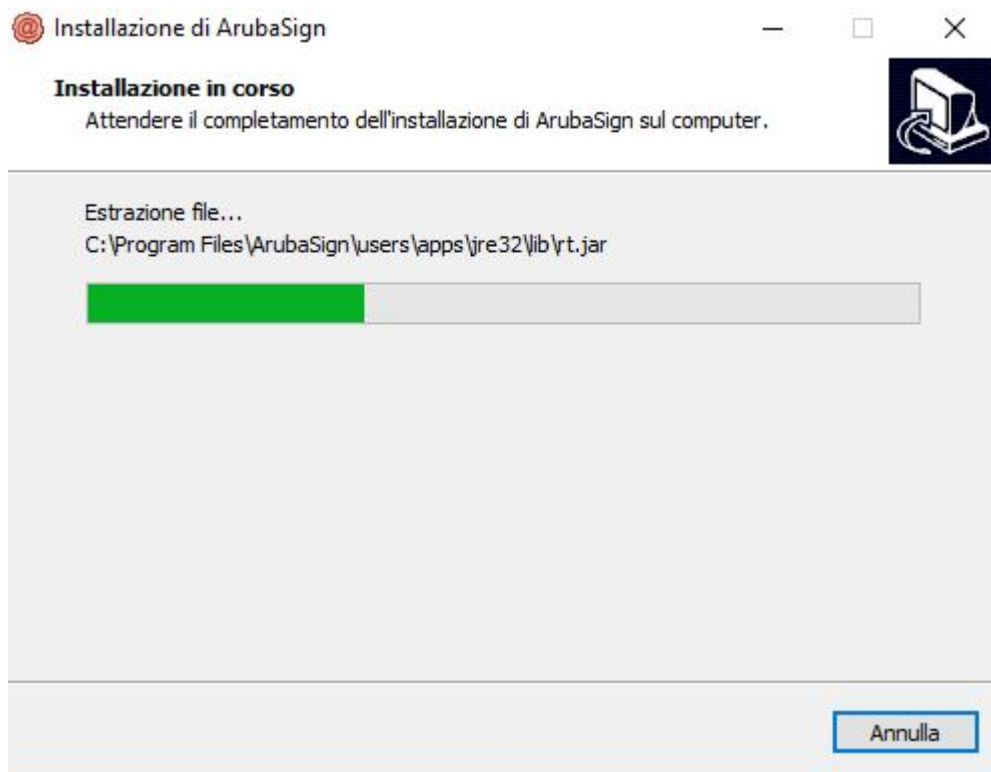 Installazione di ArubaSign
Installazione in corso
Attendere il completamento dell'installazione di ArubaSign sul computer.
Estrazione file...
C:\Program Files\ArubaSign\users\apps\jre32\lib\rt.jar
Annulla